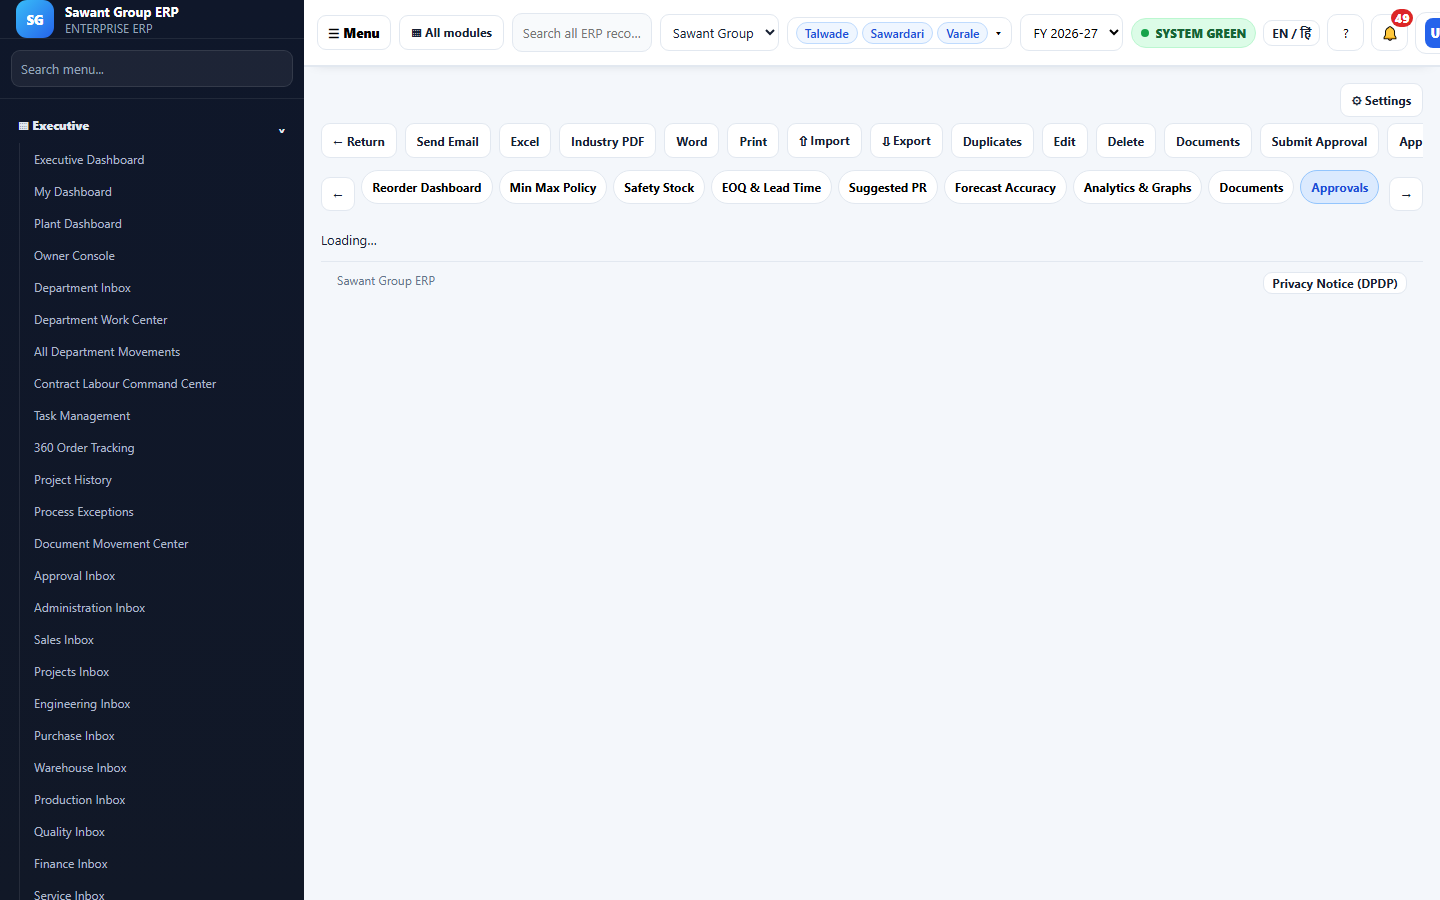 SG
Sawant Group ERP
ENTERPRISE ERP
Search menu...
Executive
Executive Dashboard
My Dashboard
Plant Dashboard
Owner Console
Department Inbox
Department Work Center
All Department Movements
Contract Labour Command Center
Task Management
360 Order Tracking
Project History
Process Exceptions
Document Movement Center
Approval Inbox
Administration Inbox
Sales Inbox
Projects Inbox
Engineering Inbox
Purchase Inbox
Warehouse Inbox
Production Inbox
Quality Inbox
Finance Inbox
Service Inbox
☰ Menu
All modules
Search all ERP reco...
Sawant Group
Talwade
Sawardari
Varale
FY 2026-27
SYSTEM GREEN
EN / हिं
?
49
U
⚙ Settings
← Return
Send Email
Excel
Industry PDF
Word
Print
⇧ Import
⇩ Export
Duplicates
Edit
Delete
Documents
Submit Approval
App
←
Reorder Dashboard
Min Max Policy
Safety Stock
EOQ & Lead Time
Suggested PR
Forecast Accuracy
Analytics & Graphs
Documents
Approvals
→
Loading...
Sawant Group ERP
Privacy Notice (DPDP)